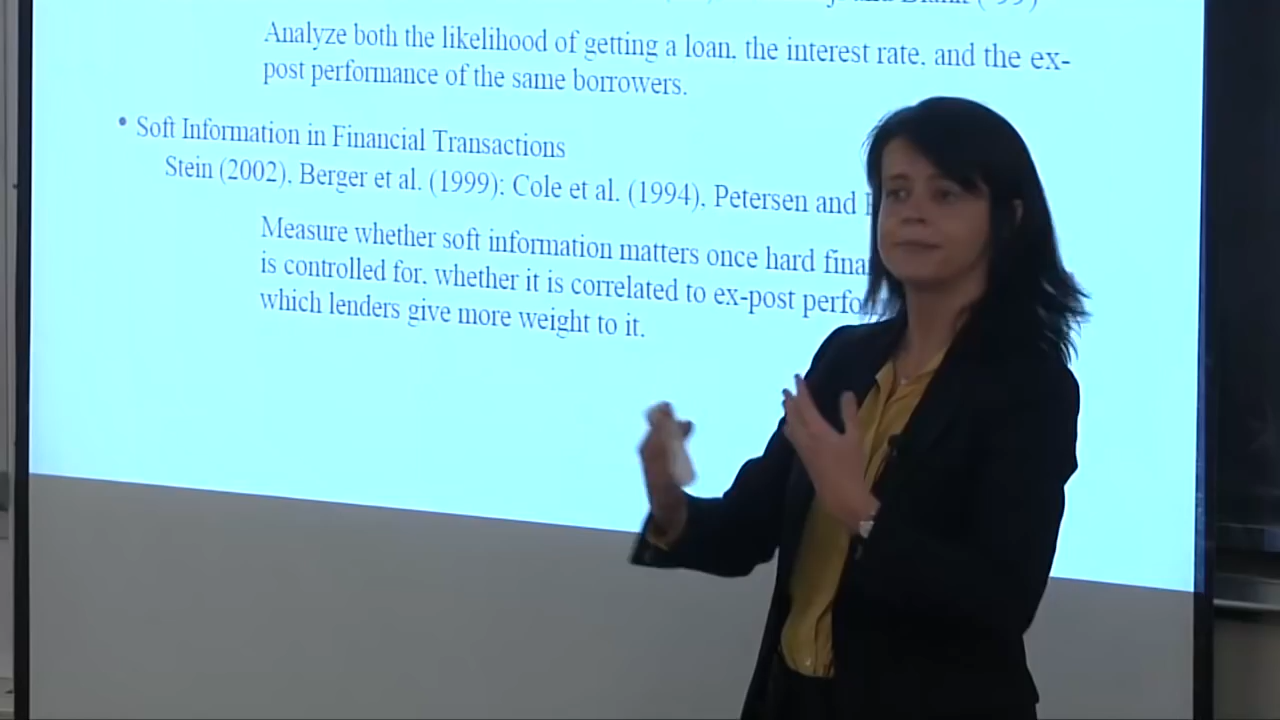 and
Analyze both the likelihood of getting a loan. the interest rate. and the ex-
post performance of the same borrowers.
• Soft Information in Financial Transactions
Stein (2002). Berger et al. (1999); Cole et al. (1994). Petersen and
Measure whether soft information matters once hard
is controlled for. whether it is correlated to ex-post
which lenders give more weight to it.